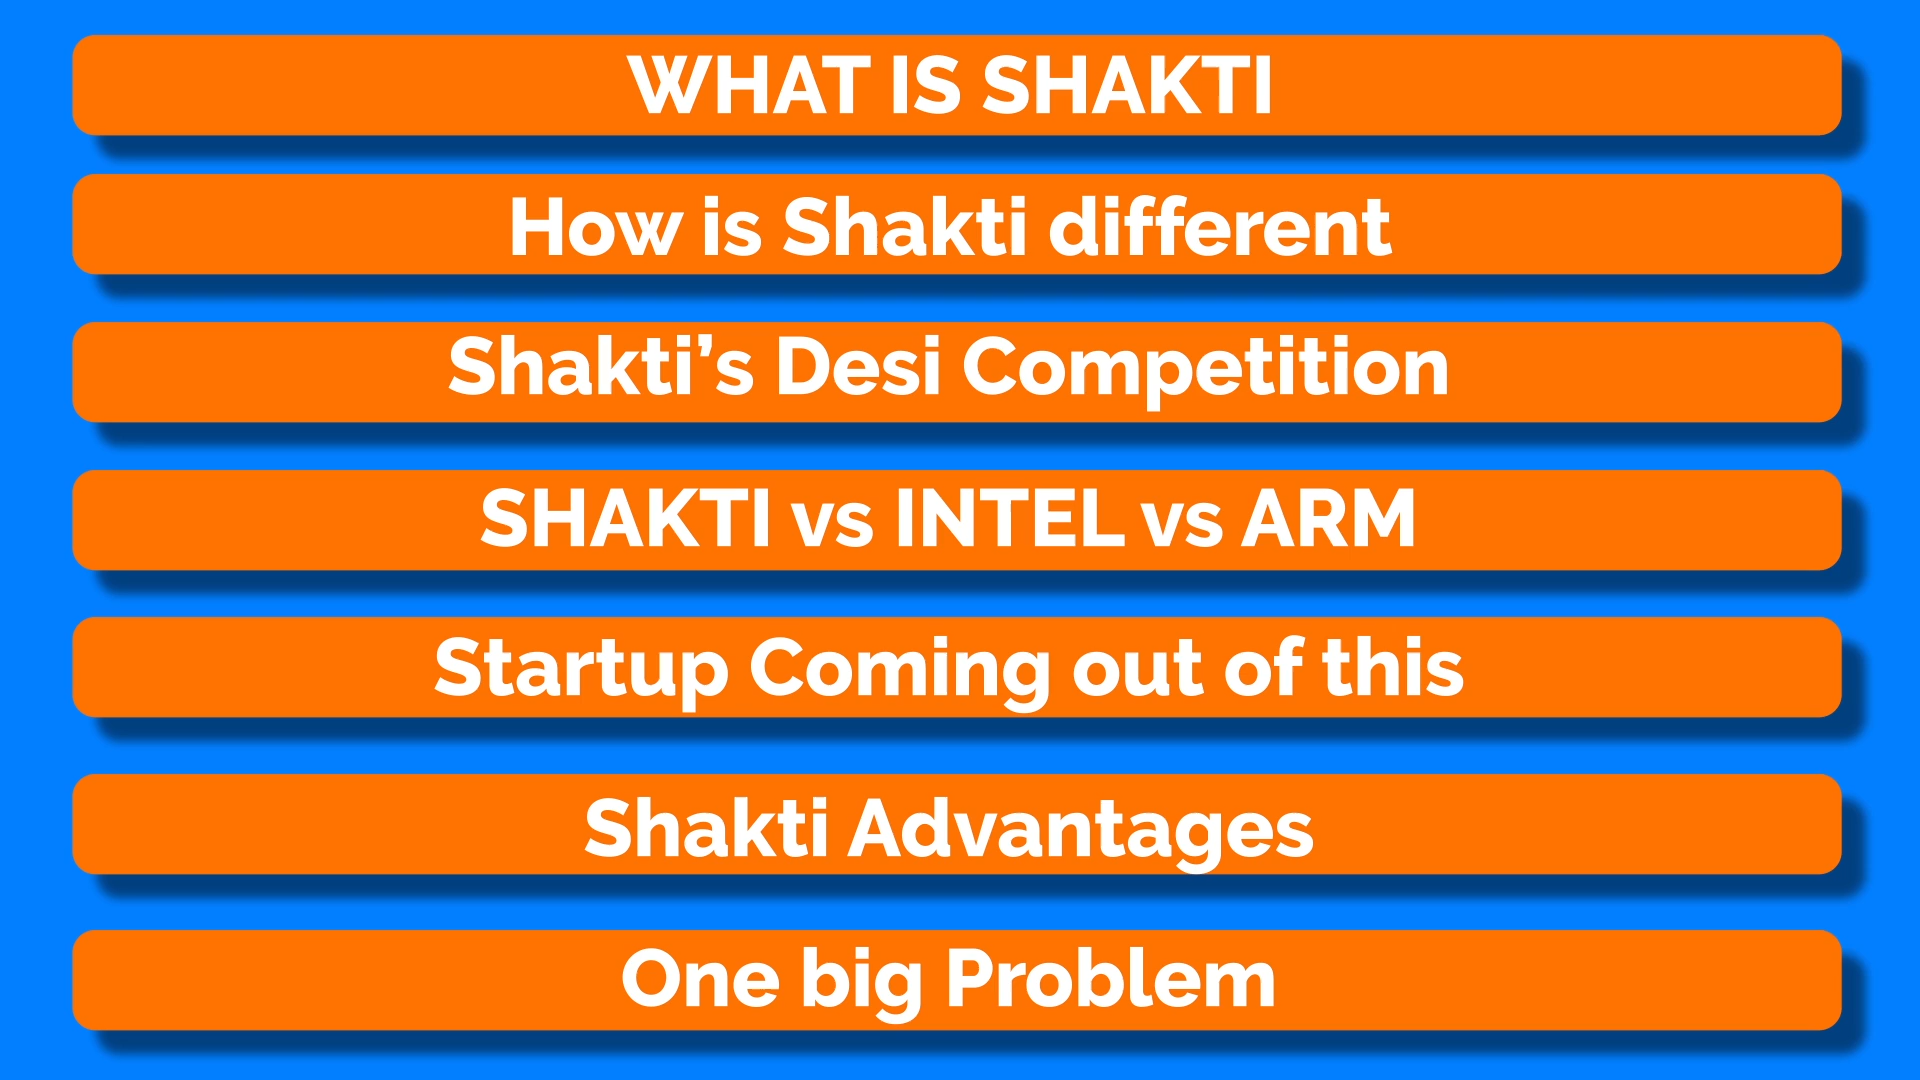 WHAT IS SHAKTI
How is Shakti different
Shakti’s Desi Competition
SHAKTI vs INTEL vs ARM
Startup Coming out of this
Shakti Advantages
One big Problem